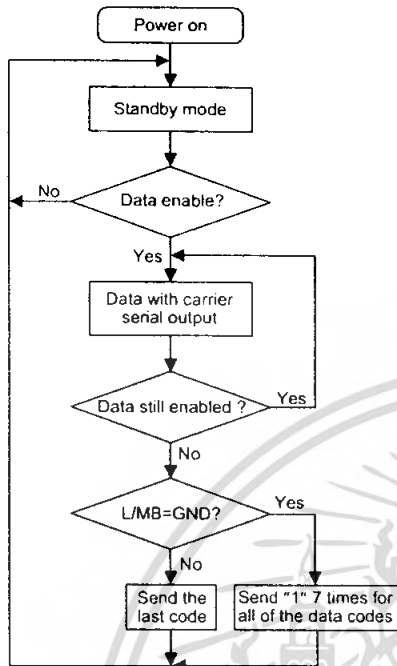 Power on
Standby mode
No
Data enable?
Yes
Data with carrier
serial output
Data still enabled ?
Yes
No
L/MB=GND?
Yes
No
Send the
last code
Send "1" 7 times for
all of the data codes